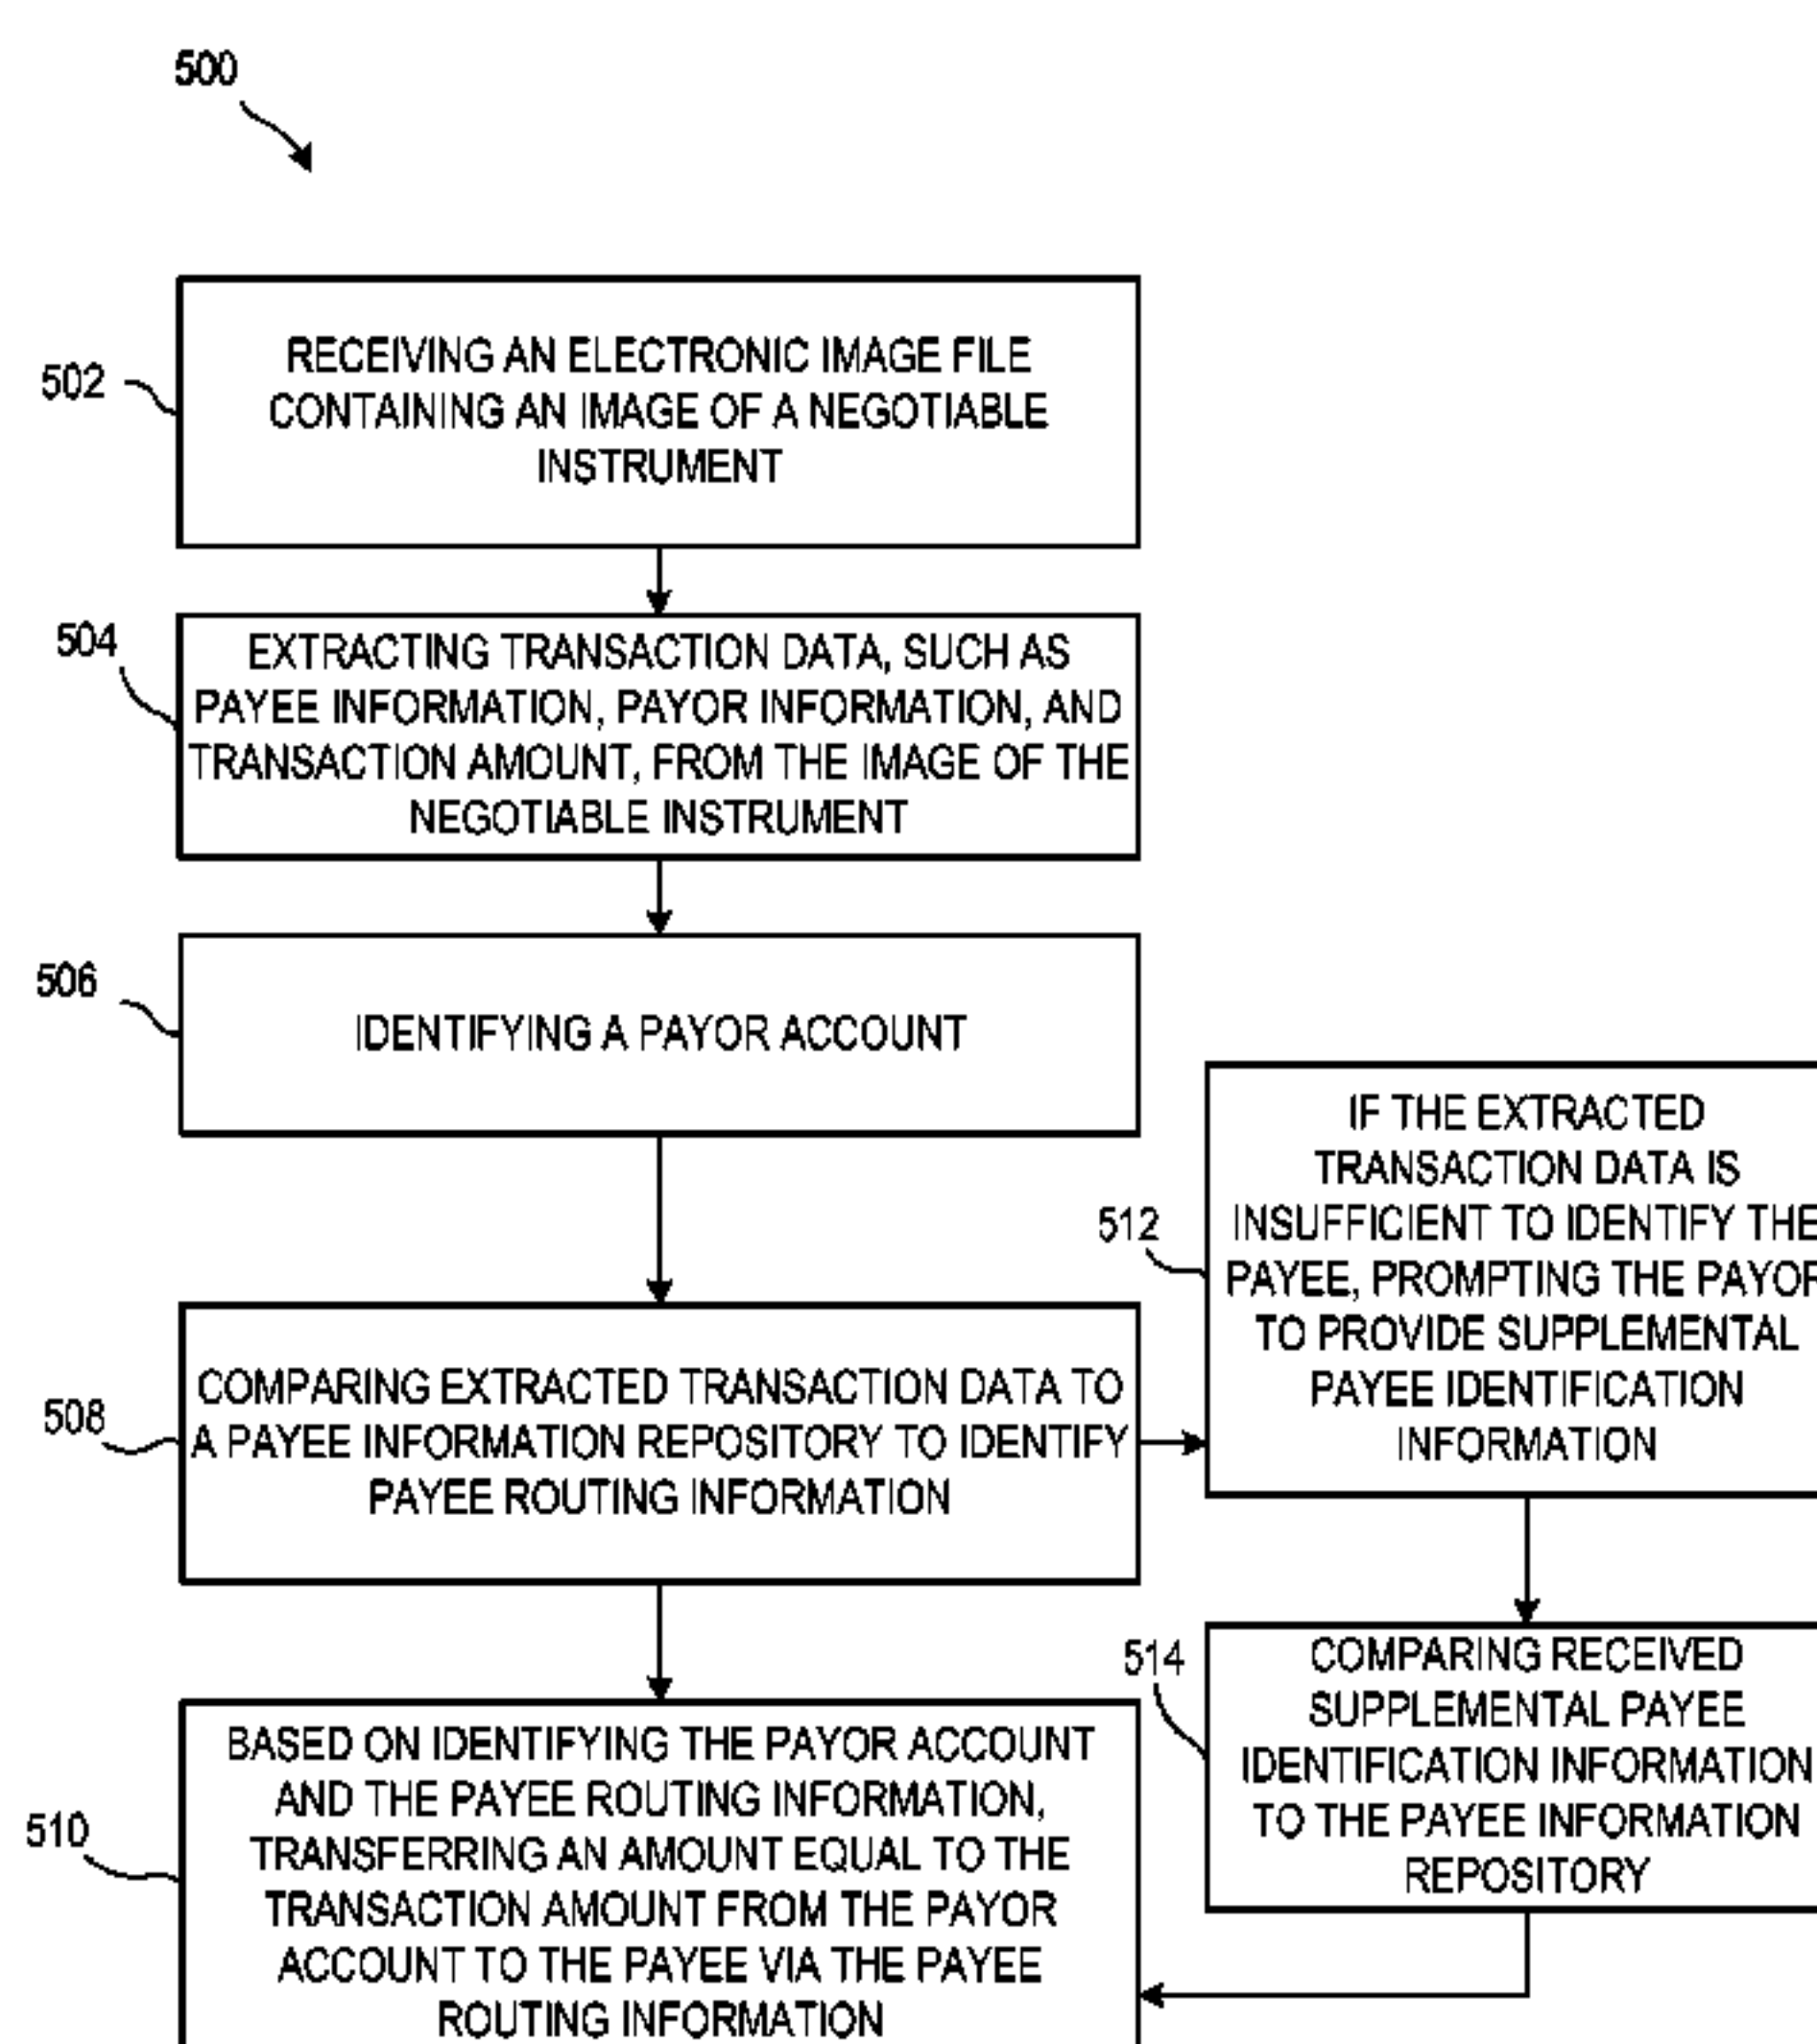 500
502
RECEIVING AN ELECTRONIC IMAGE FILE
CONTAINING AN IMAGE OF A NEGOTIABLE
INSTRUMENT
504
EXTRACTING TRANSACTION DATA, SUCH AS
PAYEE INFORMATION, PAYOR INFORMATION, AND
TRANSACTION AMOUNT, FROM THE IMAGE OF THE
NEGOTIABLE INSTRUMENT
506
IDENTIFYING A PAYOR ACCOUNT
508
COMPARING EXTRACTED TRANSACTION DATA TO
A PAYEE INFORMATION REPOSITORY TO IDENTIFY
PAYEE ROUTING INFORMATION
512
IF THE EXTRACTED
TRANSACTION DATA IS
INSUFFICIENT TO IDENTIFY THE
PAYEE, PROMPTING THE PAYOR
TO PROVIDE SUPPLEMENTAL
PAYEE IDENTIFICATION
INFORMATION
514
COMPARING RECEIVED
SUPPLEMENTAL PAYEE
IDENTIFICATION INFORMATION
TO THE PAYEE INFORMATION
REPOSITORY
510
BASED ON IDENTIFYING THE PAYOR ACCOUNT
AND THE PAYEE ROUTING INFORMATION,
TRANSFERRING AN AMOUNT EQUAL TO THE
TRANSACTION AMOUNT FROM THE PAYOR
ACCOUNT TO THE PAYEE VIA THE PAYEE
ROUTING INFORMATION